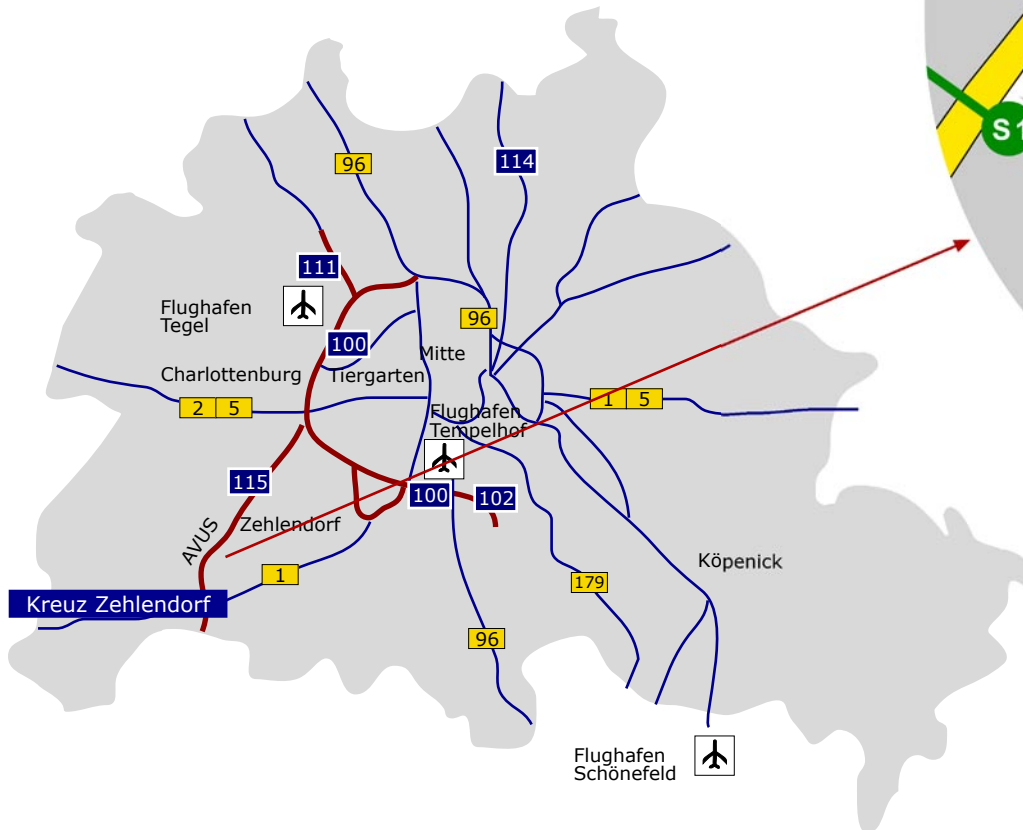 S1
96
114
111
Flughafen
Tegel
96
100
Mitte
Charlottenburg
Tiergarten
2 5
1 5
Flughafen
Tempelhof
115
100
102
AVUS
Zehlendorf
Köpenick
1
179
Kreuz Zehlendorf
96
Flughafen
Schönefeld